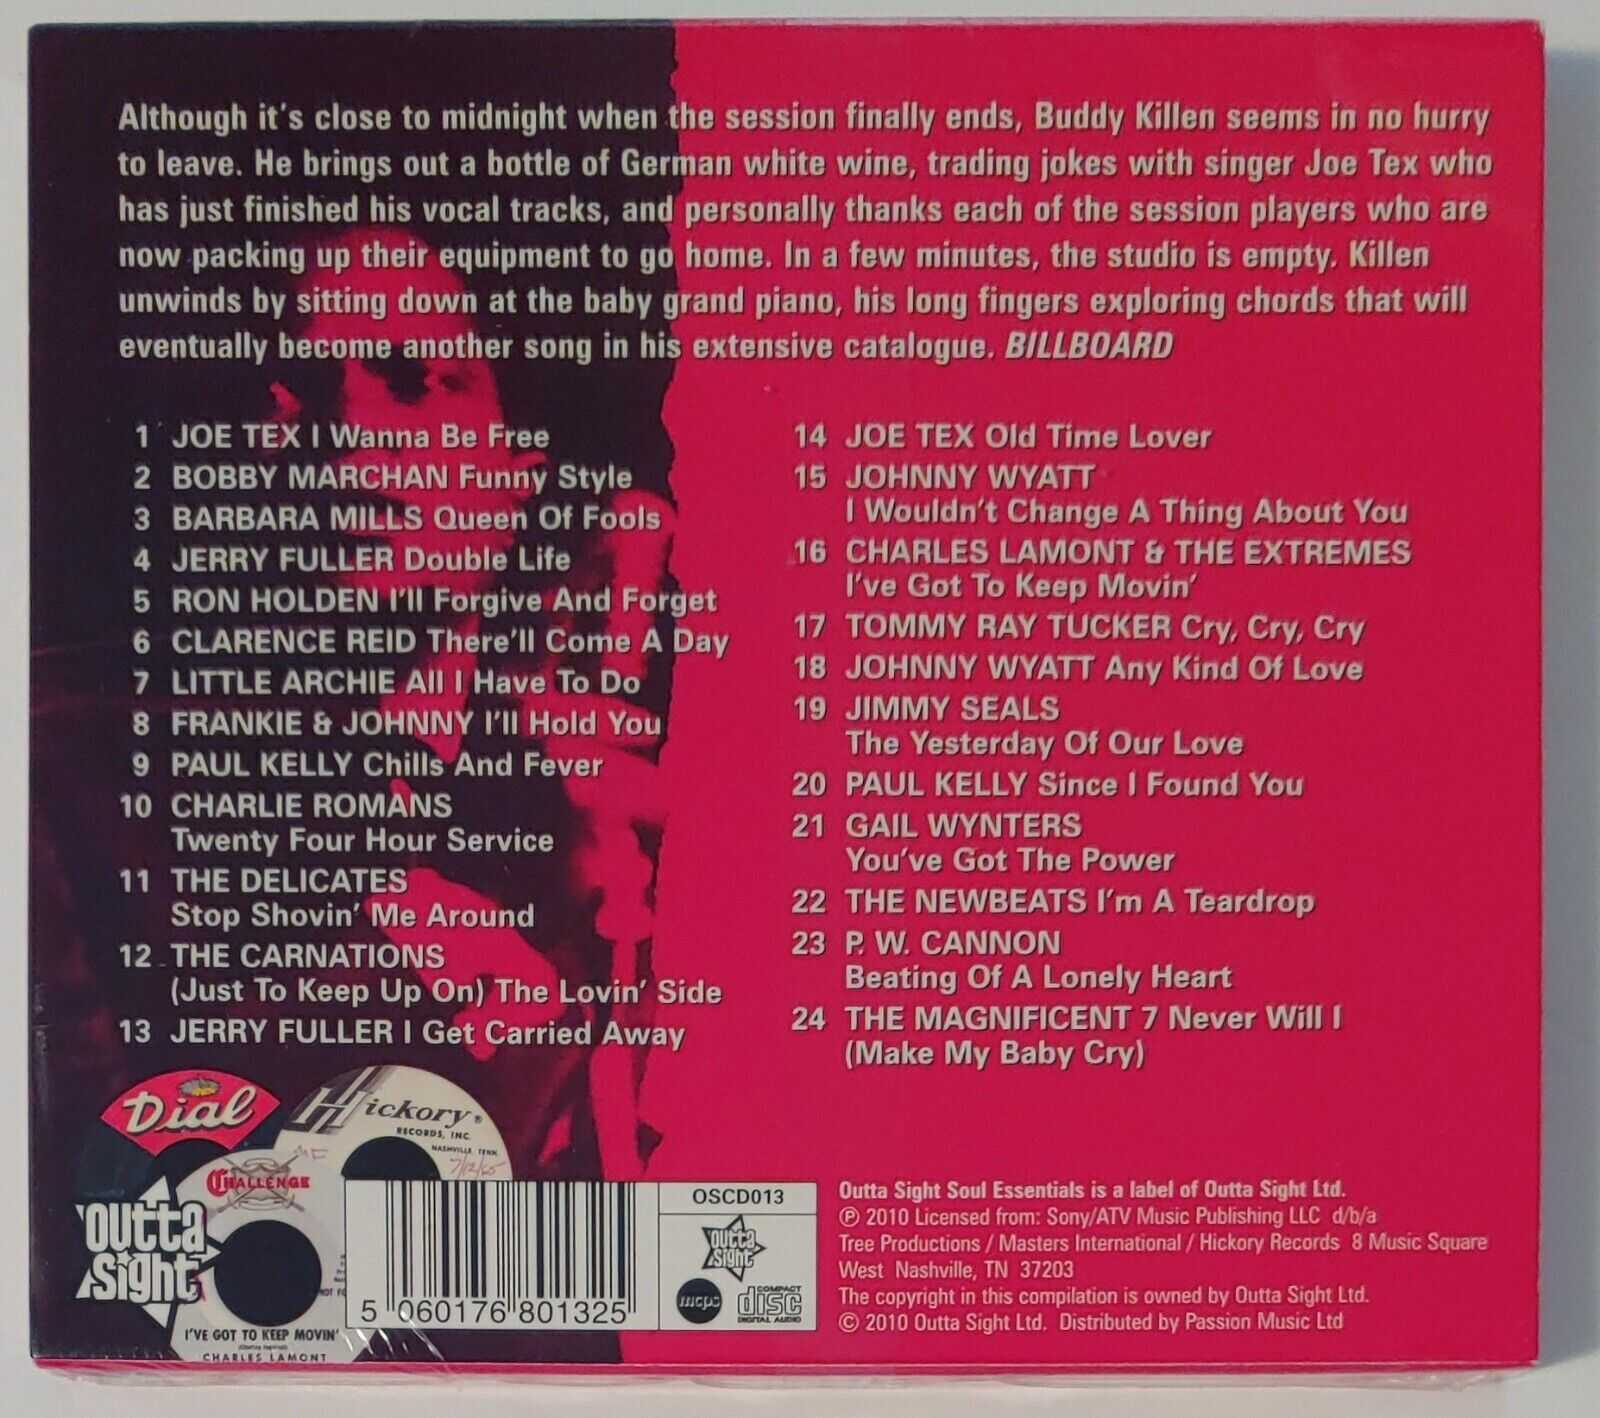 Although it's close to midnight when the session finally ends, Buddy Killen seems in no hurry
to leave. He brings out a bottle of German white wine, trading jokes with singer Joe Tex who
has just finished his vocal tracks, and personally thanks each of the session players who are
now packing up their equipment to go home. In a few minutes, the studio is empty. Killen
unwinds by sitting down at the baby grand piano, his long fingers exploring chords that will
eventually become another song in his extensive catalogue. BILLBOARD
1 JOE TEX I Wanna Be Free
2 BOBBY MARCHAN Funny Style
3 BARBARA MILLS Queen Of Fools
4 JERRY FULLER Double Life
5 RON HOLDEN I'll Forgive And Forget
6 CLARENCE REID There'll Come A Day
7 LITTLE ARCHIE All I Have To Do
8 FRANKIE & JOHNNY I'll Hold You
9 PAUL KELLY Chills And Fever
10 CHARLIE ROMANS
Twenty Four Hour Service
11 THE DELICATES
Stop Shovin' Me Around
12 THE CARNATIONS
(Just To Keep Up On) The Lovin' Side
13 JERRY FULLER I Get Carried Away
14 JOE TEX Old Time Lover
15 JOHNNY WYATT
I Wouldn't Change A Thing About You
16 CHARLES LAMONT & THE EXTREMES
I've Got To Keep Movin'
17 TOMMY RAY TUCKER Cry, Cry, Cry
18 JOHNNY WYATT Any Kind Of Love
19 JIMMY SEALS
The Yesterday Of Our Love
20 PAUL KELLY Since I Found You
21 GAIL WYNTERS
You've Got The Power
22 THE NEWBEATS I'm A Teardrop
23 P. W. CANNON
Beating Of A Lonely Heart
24 THE MAGNIFICENT 7 Never Will I
(Make My Baby Cry)
Dial
Hickory®
RECORDS, INC.
NASHVILLE, TENN.
7/12/65
CHALLENGE
Outta
Sight
I'VE GOT TO KEEP MOVIN'
CHARLES LAMONT
5 060176 801325
OSCD013
Outta
Sight
mcps
COMPACT
disc
DIGITAL AUDIO
Outta Sight Soul Essentials is a label of Outta Sight Ltd.
℗ 2010 Licensed from: Sony/ATV Music Publishing LLC d/b/a
Tree Productions / Masters International / Hickory Records 8 Music Square
West Nashville, TN 37203
The copyright in this compilation is owned by Outta Sight Ltd.
© 2010 Outta Sight Ltd. Distributed by Passion Music Ltd